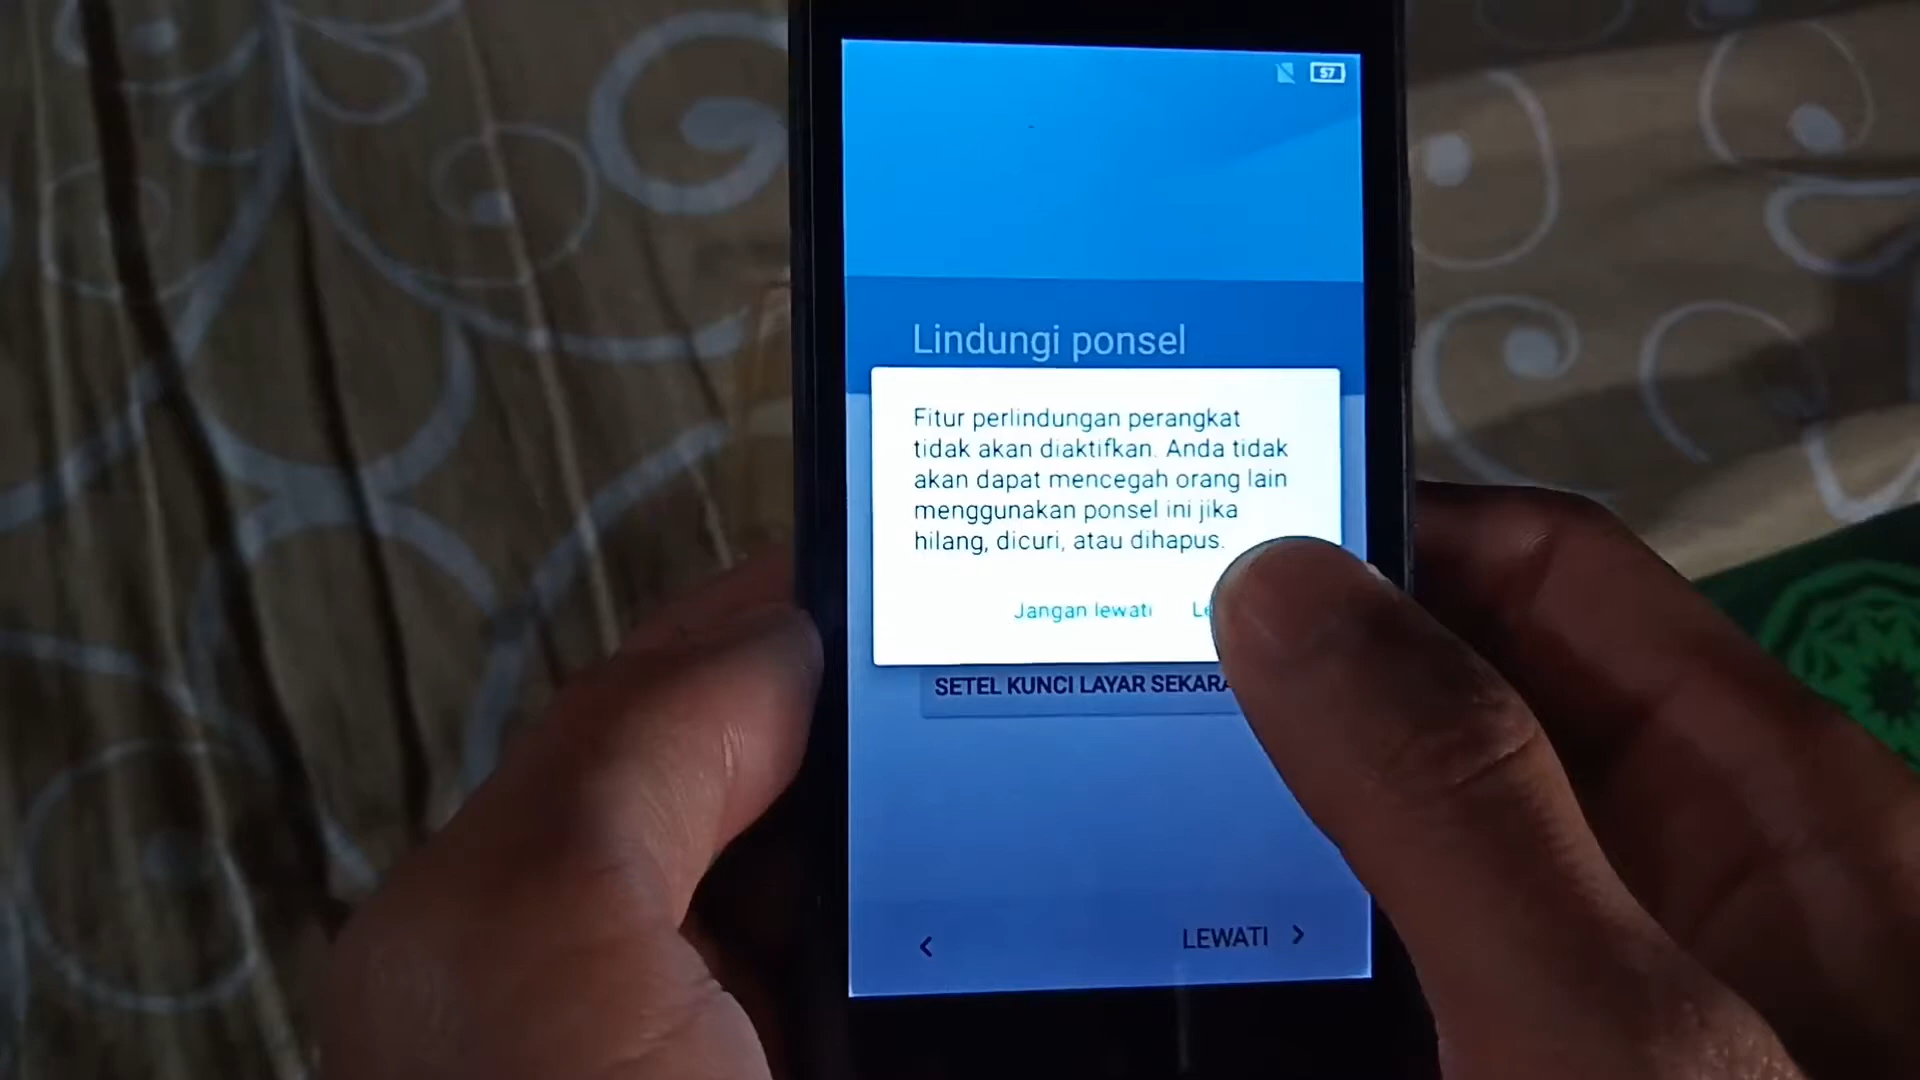 57
Lindungi ponsel
Fitur perlindungan perangkat
tidak akan diaktifkan. Anda tidak
akan dapat mencegah orang lain
menggunakan ponsel ini jika
hilang, dicuri, atau dihapus.
Jangan lewati
SETEL KUNCI LAYAR
LEWATI